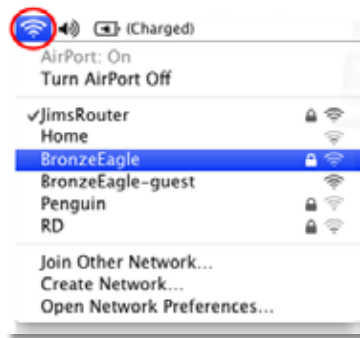 (Charged)
AirPort: On
Turn AirPort Off
✓JimsRouter
Home
BronzeEagle
BronzeEagle-guest
Penguin
RD
Join Other Network...
Create Network...
Open Network Preferences...